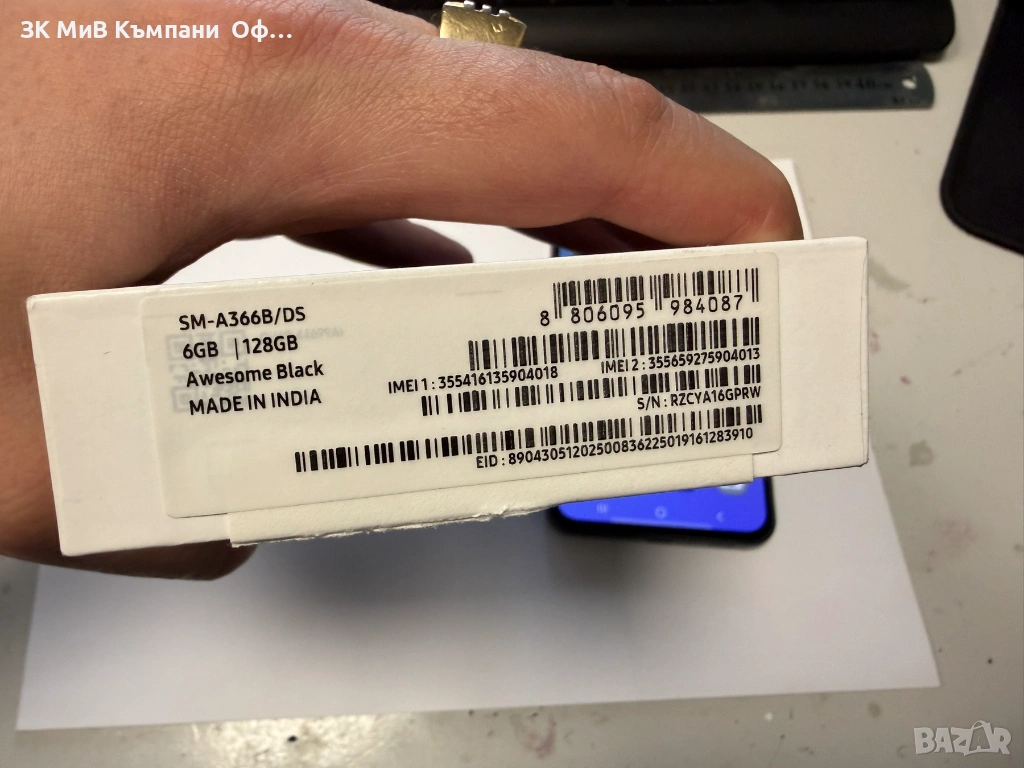 ЗК МиВ Къмпани Оф...
SM-A366B/DS
6GB | 128GB
Awesome Black
MADE IN INDIA
8 806095 984087
IMEI 1 : 355416135904018
IMEI 2 : 355659275904013
S/N : RZCYA16GPRW
EID : 89043051202500836225019161283910
BAZAR